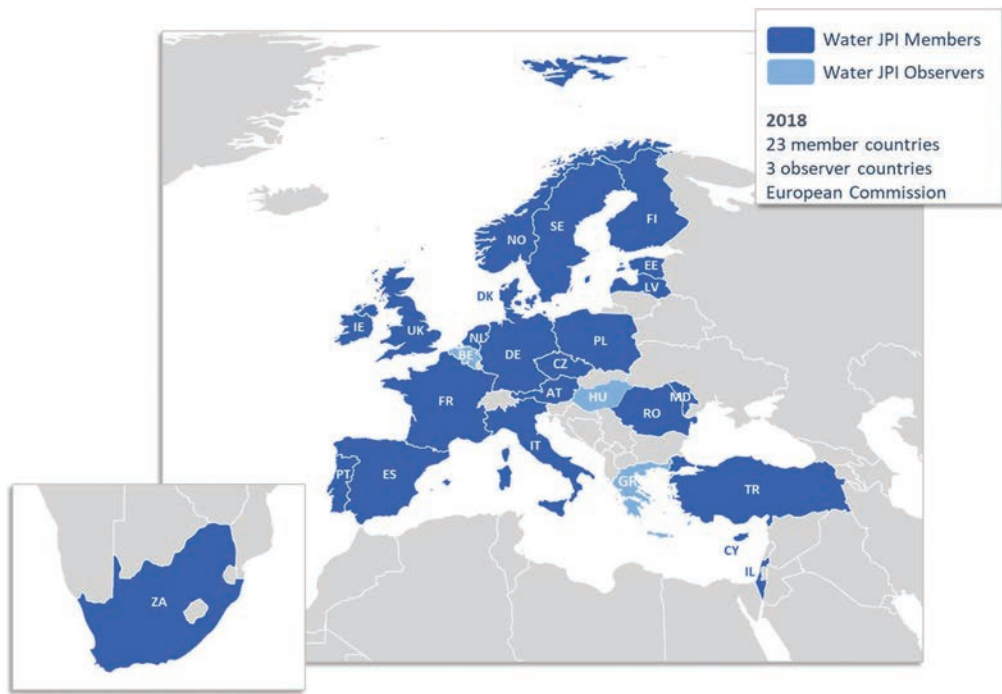 Water JPI Members
Water JPI Observers
2018
23 member countries
3 observer countries
European Commission
FI
SE
NO
EE
LV
DK
IE
UK
NL
BE
DE
PL
CZ
FR
AT
HU
MD
RO
IT
PT
ES
GR
TR
CY
IL
ZA